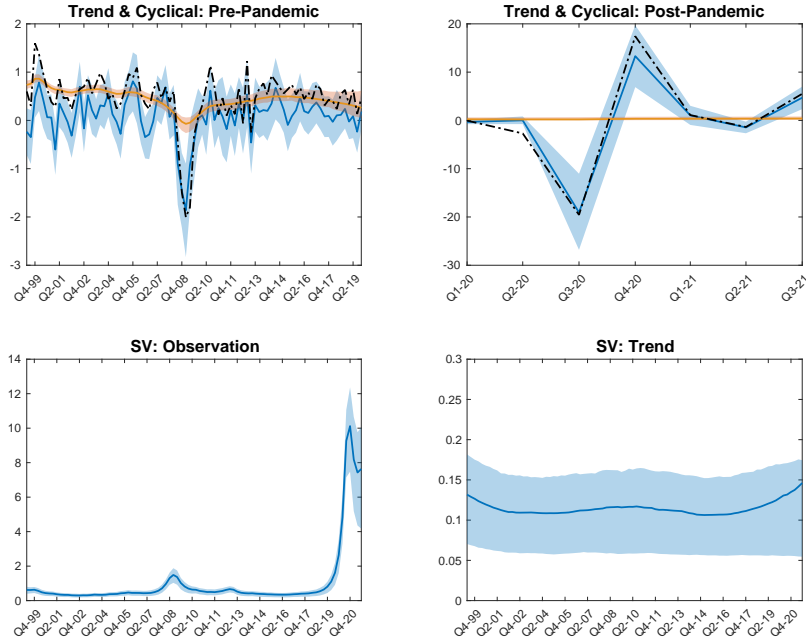 Trend & Cyclical: Pre-Pandemic
2
1
0
-1
-2
-3
Q4-99
Q2-01
Q4-02
Q2-04
Q4-05
Q2-07
Q4-08
Q2-10
Q4-11
Q2-13
Q4-14
Q2-16
Q4-17
Q2-19
Trend & Cyclical: Post-Pandemic
20
10
0
-10
-20
-30
Q1-20
Q2-20
Q3-20
Q4-20
Q1-21
Q2-21
Q3-21
SV: Observation
14
12
10
8
6
4
2
0
Q4-99
Q2-01
Q4-02
Q2-04
Q4-05
Q2-07
Q4-08
Q2-10
Q4-11
Q2-13
Q4-14
Q2-16
Q4-17
Q2-19
Q4-20
SV: Trend
0.3
0.25
0.2
0.15
0.1
0.05
0
Q4-99
Q2-01
Q4-02
Q2-04
Q4-05
Q2-07
Q4-08
Q2-10
Q4-11
Q2-13
Q4-14
Q2-16
Q4-17
Q2-19
Q4-20